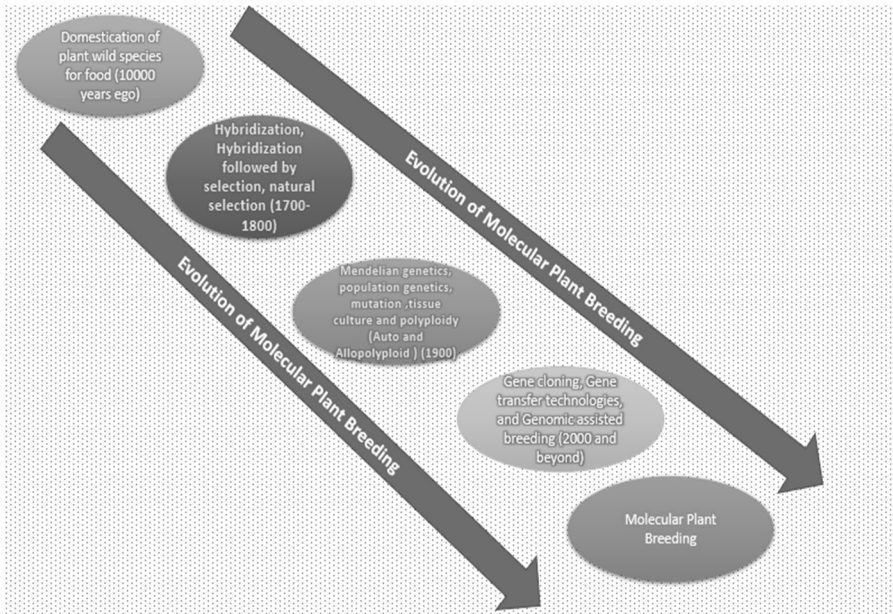 Domestication of
plant wild species
for food (10000
years ego)
Hybridization,
Hybridization
followed by
selection, natural
selection (1700-
1800)
Mendelian genetics,
population genetics,
mutation ,tissue
culture and polyploidy
(Auto and
Allopolyploid ) (1900)
Gene cloning, Gene
transfer technologies,
and Genomic assisted
breeding (2000 and
beyond)
Molecular Plant
Breeding
Evolution of Molecular Plant Breeding
Evolution of Molecular Plant Breeding